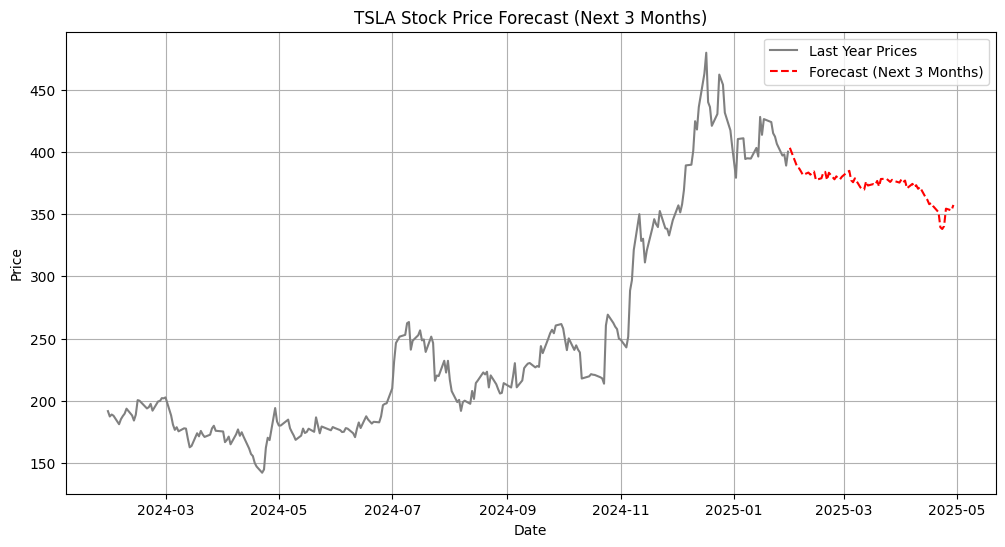 TSLA Stock Price Forecast (Next 3 Months)
Last Year Prices
Forecast (Next 3 Months)
450
400
350
300
250
200
150
Price
2024-03 2024-05 2024-07 2024-09 2024-11 2025-01 2025-03 2025-05
Date